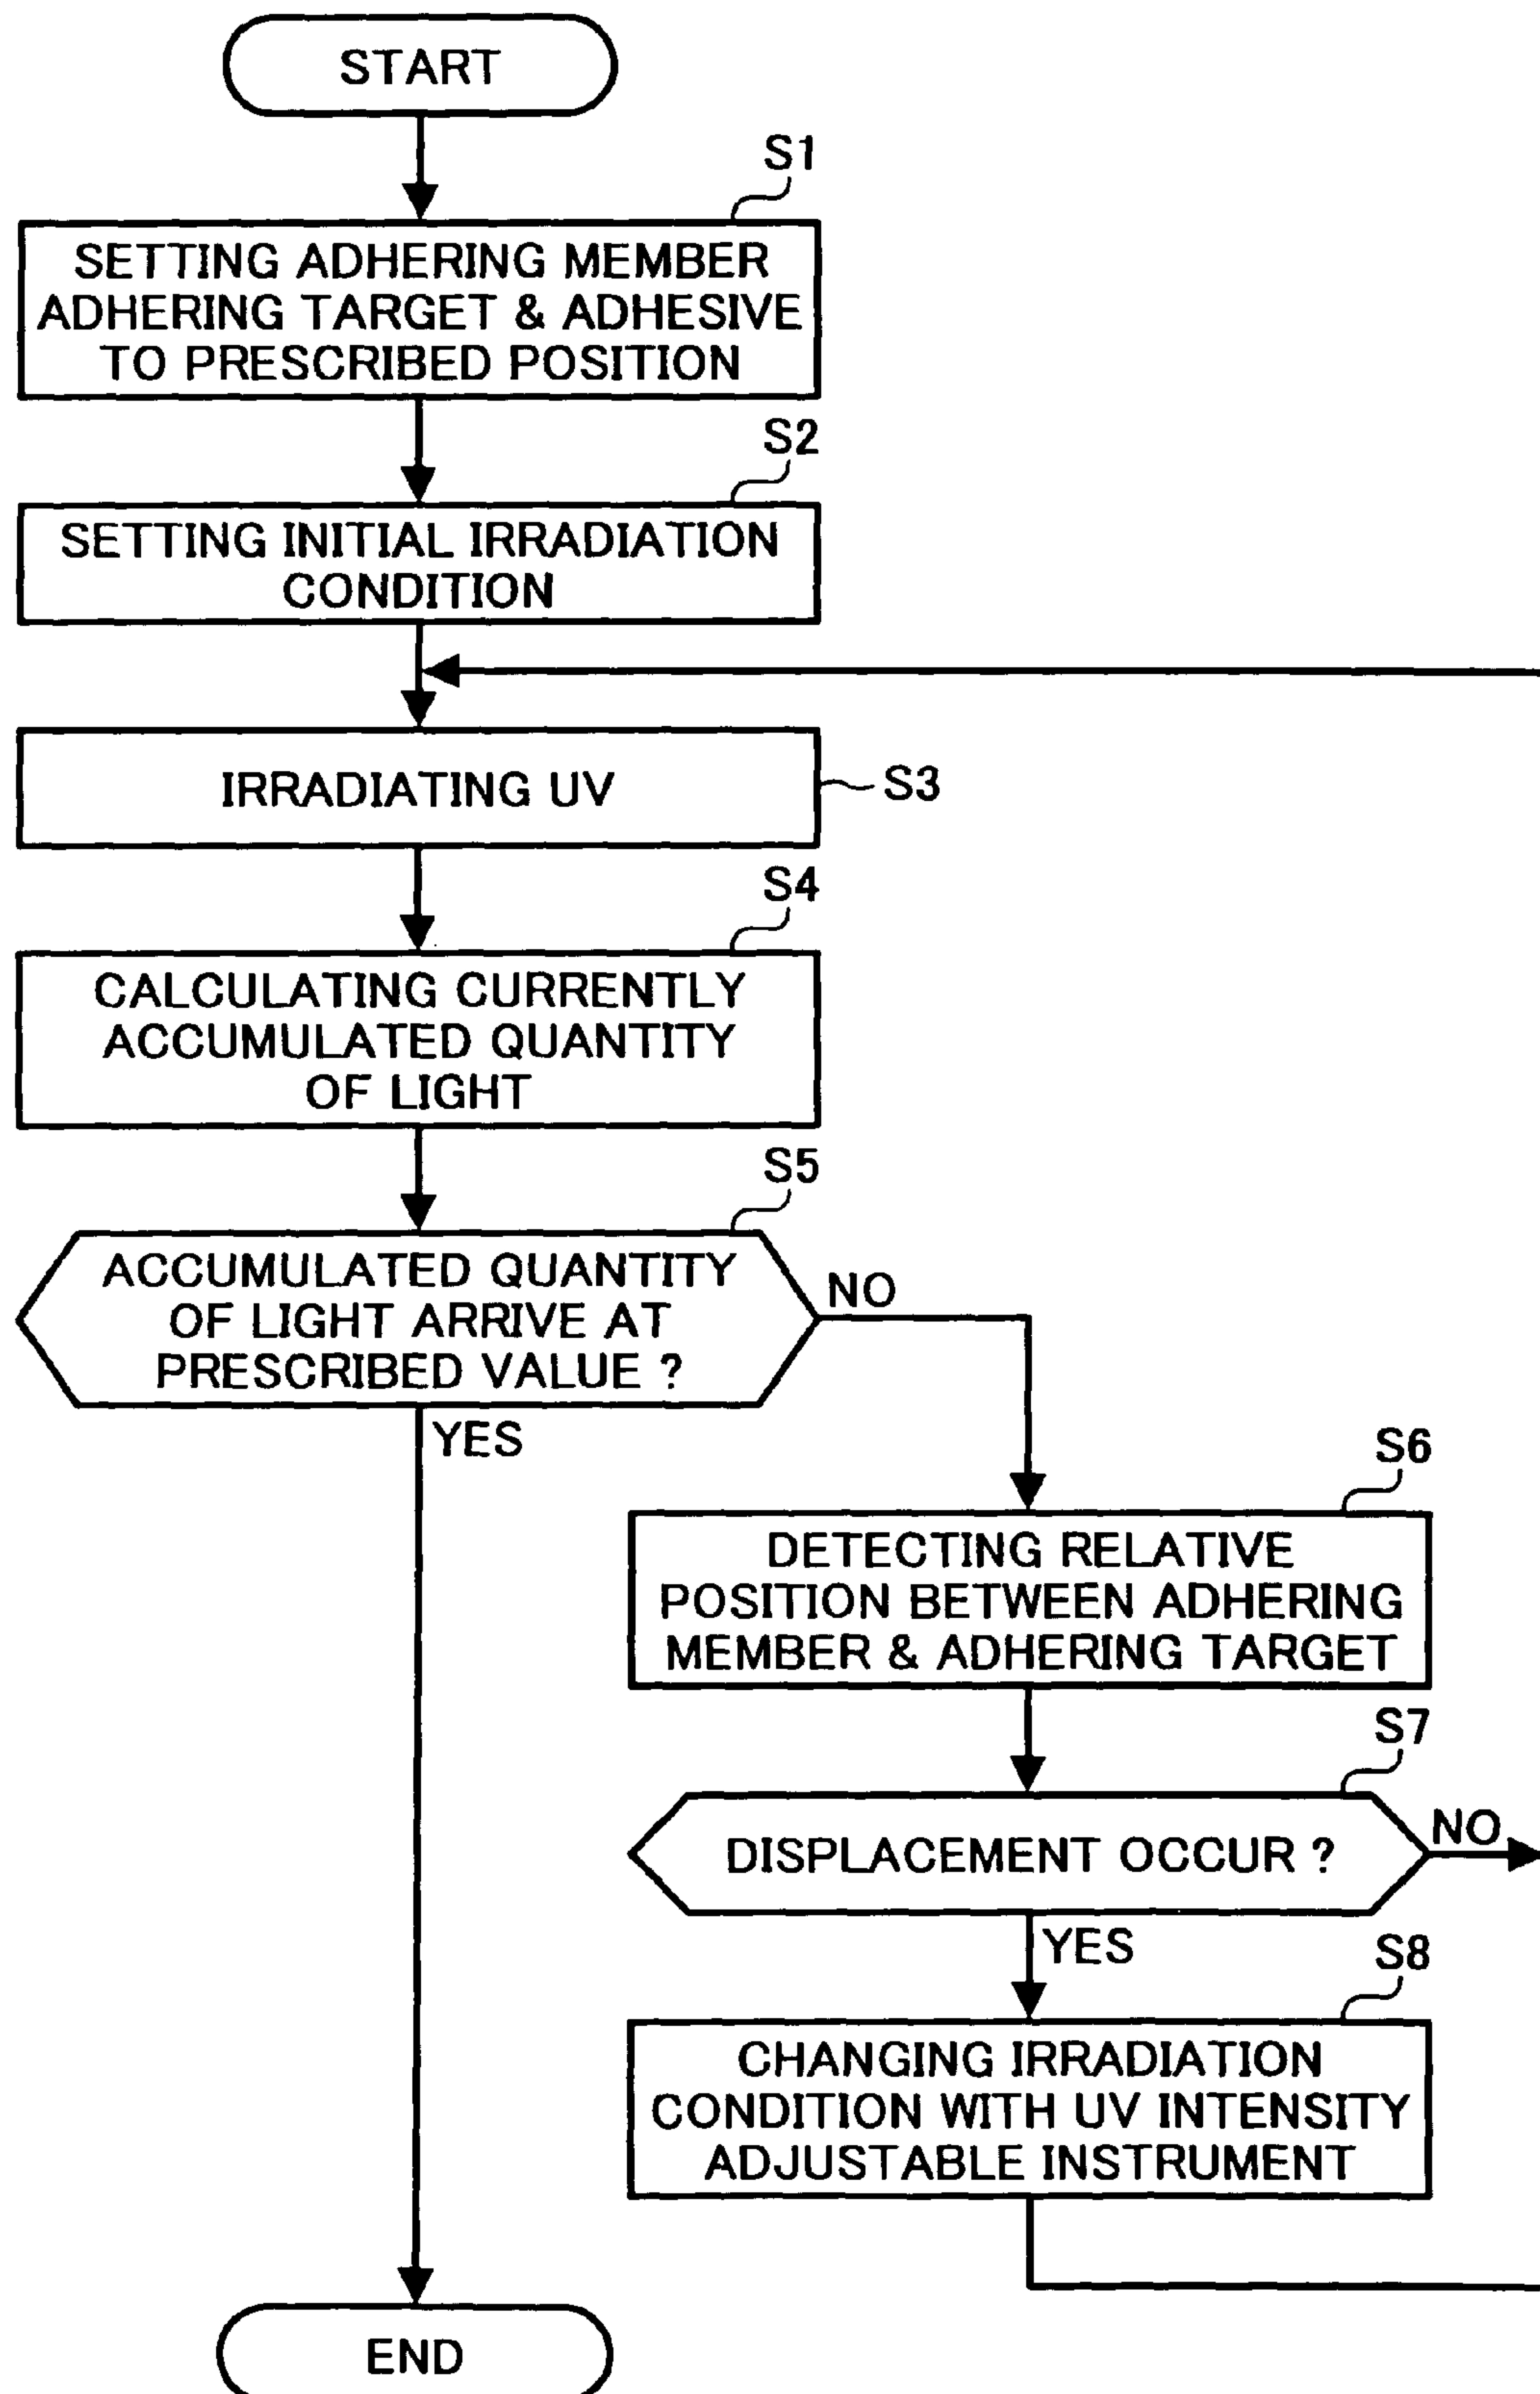 START
S1
SETTING ADHERING MEMBER
ADHERING TARGET & ADHESIVE
TO PRESCRIBED POSITION
S2
SETTING INITIAL IRRADIATION
CONDITION
IRRADIATING UV
S3
S4
CALCULATING CURRENTLY
ACCUMULATED QUANTITY
OF LIGHT
S5
ACCUMULATED QUANTITY
OF LIGHT ARRIVE AT
PRESCRIBED VALUE ?
NO
YES
S6
DETECTING RELATIVE
POSITION BETWEEN ADHERING
MEMBER & ADHERING TARGET
S7
DISPLACEMENT OCCUR ?
NO
YES
S8
CHANGING IRRADIATION
CONDITION WITH UV INTENSITY
ADJUSTABLE INSTRUMENT
END